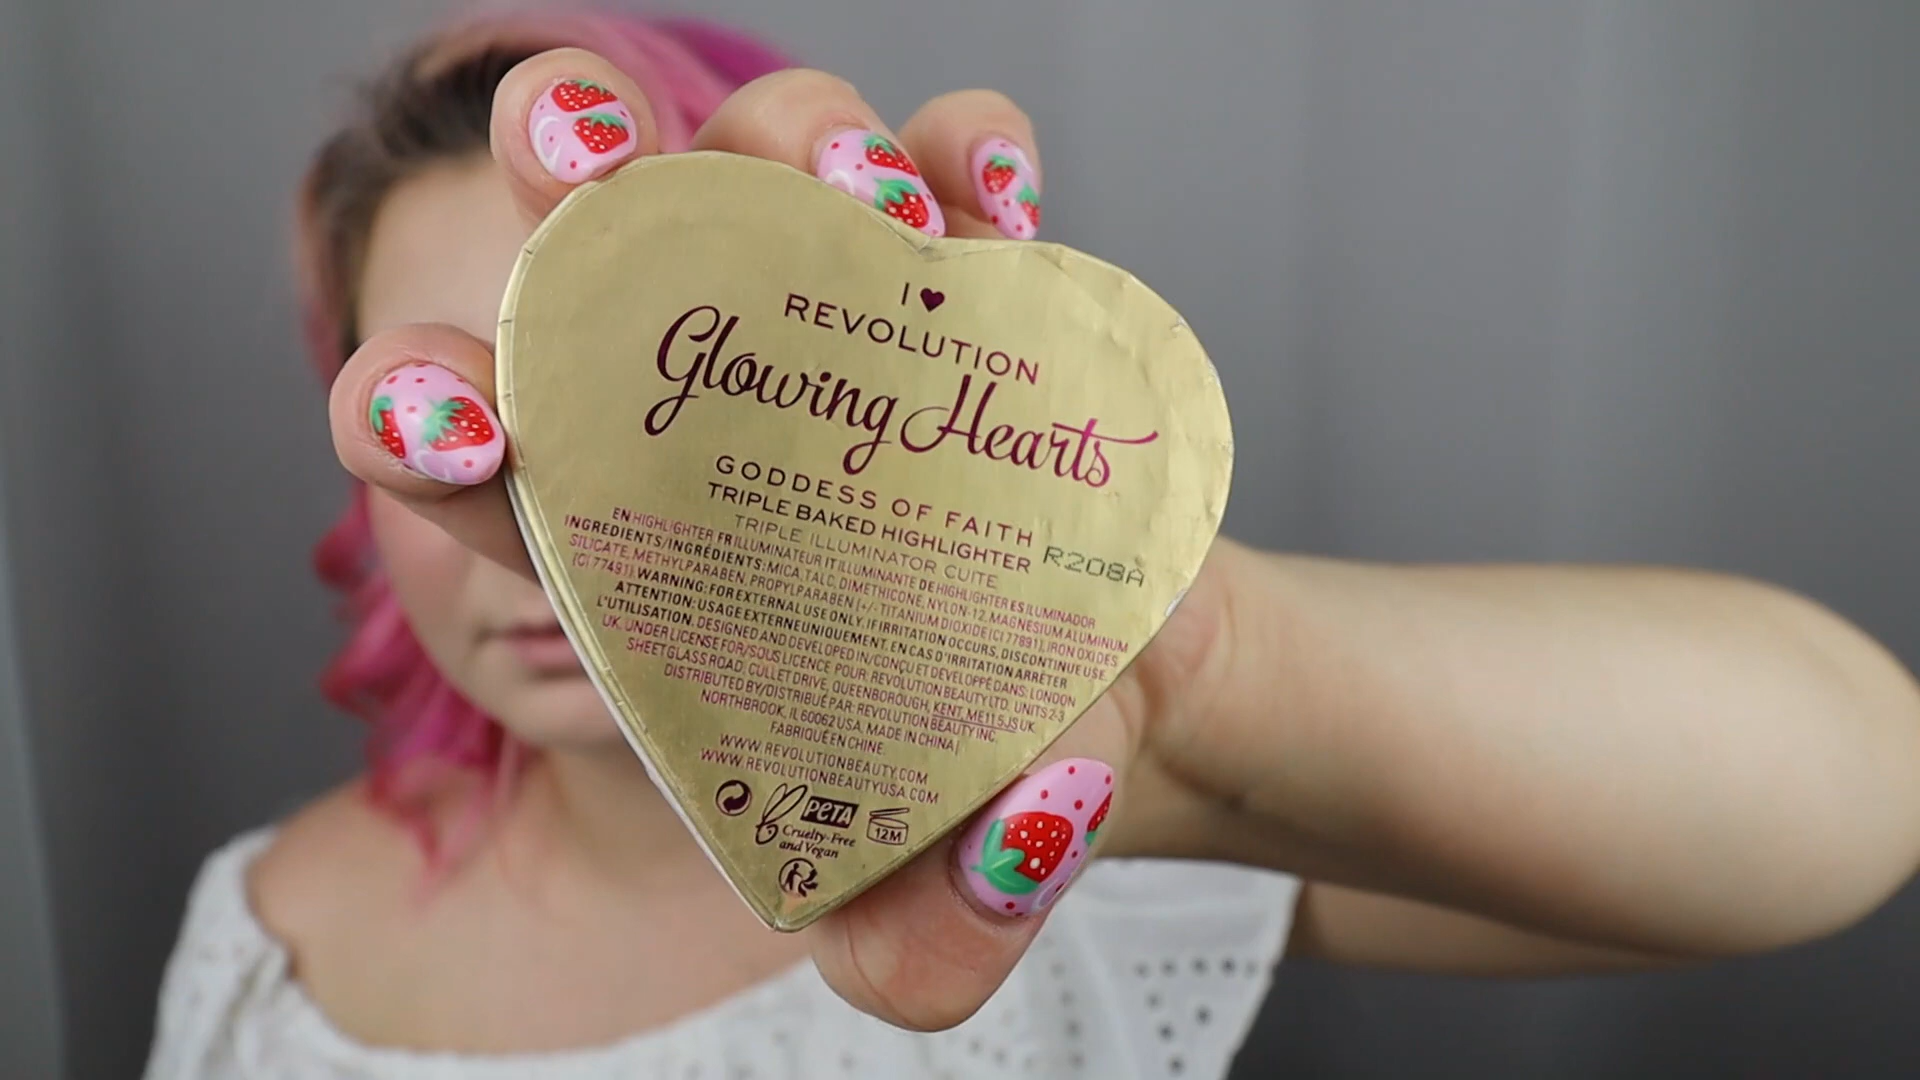 I ♥
REVOLUTION
Glowing Hearts
GODDESS OF FAITH
TRIPLE BAKED HIGHLIGHTER
TRIPLE ILLUMINATOR CUITE
R208A
EN HIGHLIGHTER FR ILLUMINATEUR IT ILLUMINANTE DE HIGHLIGHTER ES ILUMINADOR
INGREDIENTS/INGRÉDIENTS: MICA, TALC, DIMETHICONE, NYLON-12, MAGNESIUM ALUMINUM
SILICATE, METHYLPARABEN, PROPYLPARABEN [+/- TITANIUM DIOXIDE (CI 77891), IRON OXIDES
(CI 77491)]. WARNING: FOR EXTERNAL USE ONLY. IF IRRITATION OCCURS, DISCONTINUE USE.
ATTENTION: USAGE EXTERNE UNIQUEMENT. EN CAS D'IRRITATION ARRÊTER
L'UTILISATION. DESIGNED AND DEVELOPED IN/CONÇU ET DÉVELOPPÉ DANS: LONDON
UK. UNDER LICENSE FOR/SOUS LICENCE POUR: REVOLUTION BEAUTY LTD. UNITS 2-3
SHEET GLASS ROAD, CULLET DRIVE, QUEENBOROUGH, KENT, ME11 5JS UK.
DISTRIBUTED BY/DISTRIBUÉ PAR: REVOLUTION BEAUTY INC.
NORTHBROOK, IL 60062 USA. MADE IN CHINA |
FABRIQUÉ EN CHINE.
WWW.REVOLUTIONBEAUTY.COM
WWW.REVOLUTIONBEAUTYUSA.COM
PETA
Cruelty-Free
and Vegan
12M